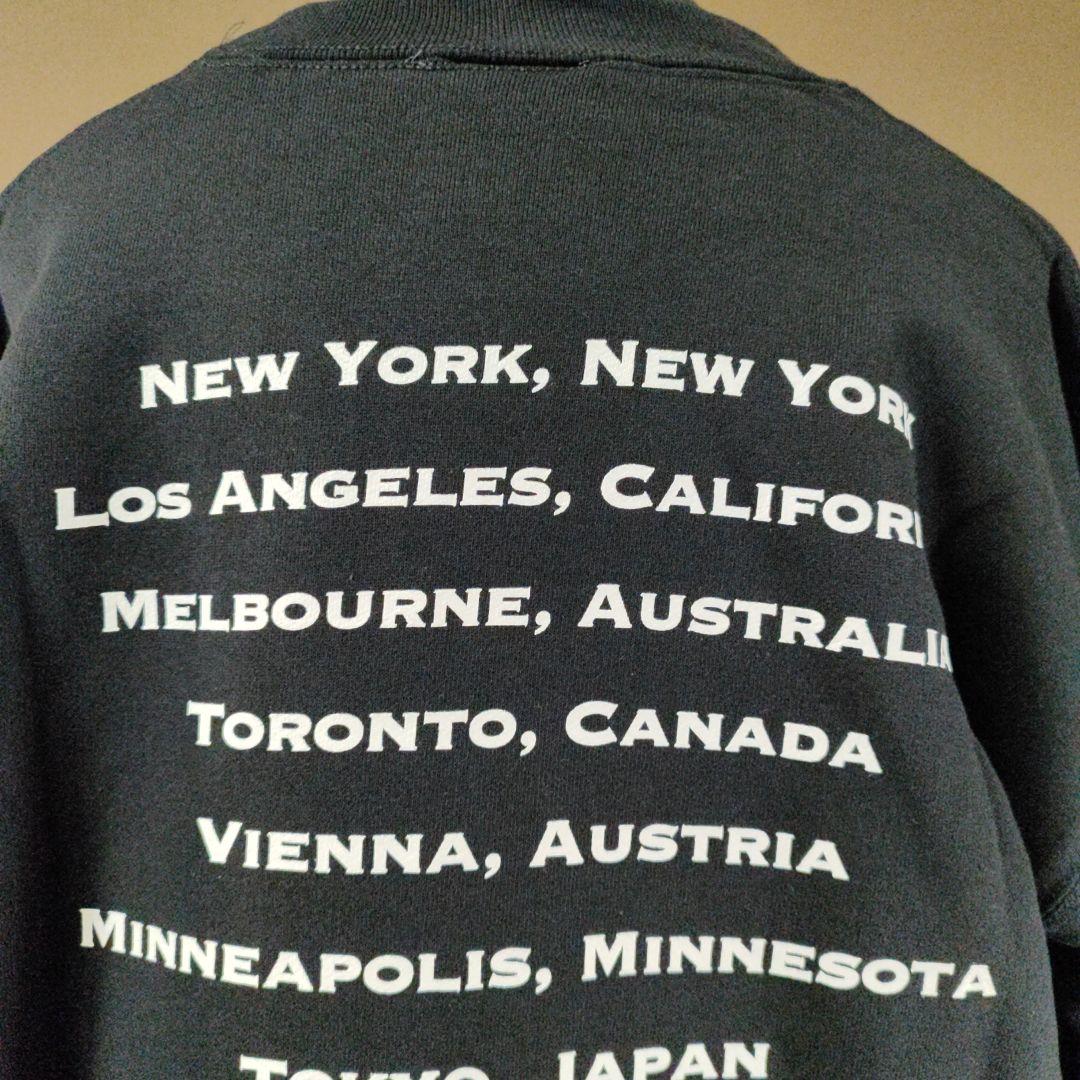 New York, New York
Los Angeles, Californ
Melbourne, Australia
Toronto, Canada
Vienna, Austria
Minneapolis, Minnesota
Tokyo, Japan